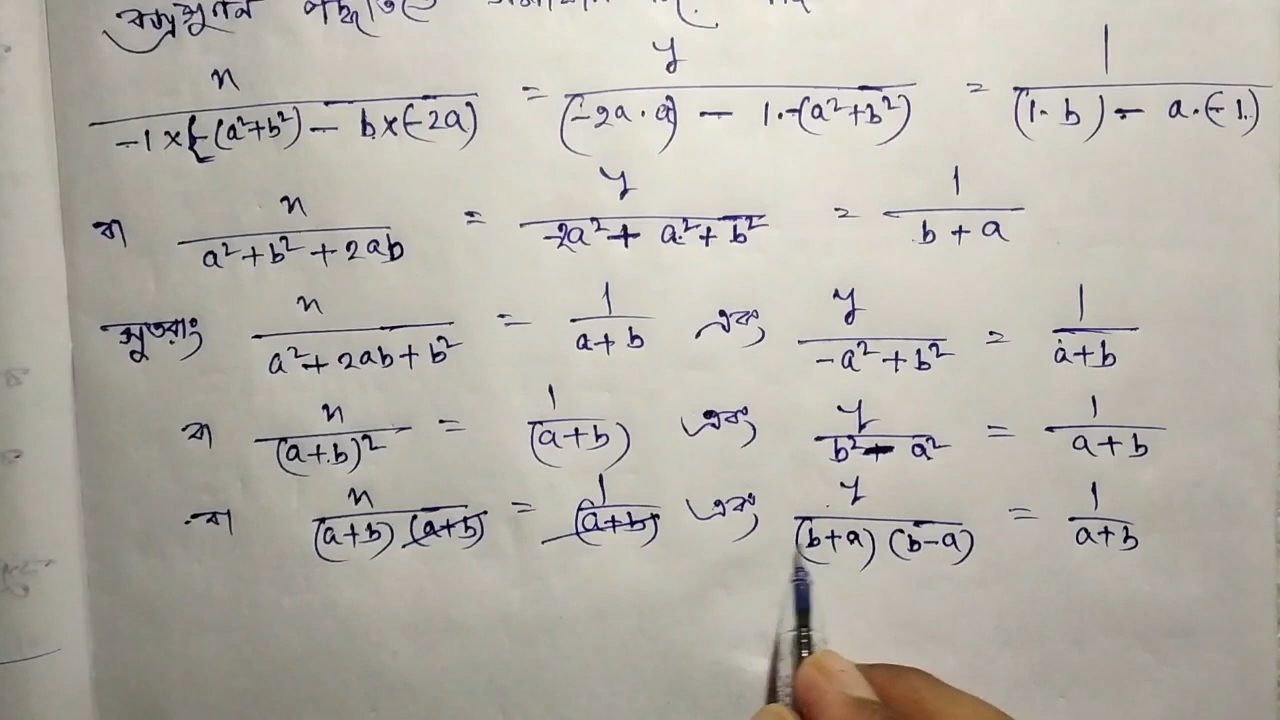 বজ্রগুণন পদ্ধতিতে
x/(-1×{-(a²+b²) - b×(-2a)) = y/((-2a·a) - 1·-(a²+b²)) = 1/((1·b) - a·(-1))
বা x/(a²+b²+2ab) = y/(-2a²+a²+b²) = 1/(b+a)
সুতরাং x/(a²+2ab+b²) = 1/(a+b) এবং y/(-a²+b²) = 1/(a+b)
বা x/(a+b)² = 1/(a+b) এবং y/(b²-a²) = 1/(a+b)
বা x/((a+b)(a+b)) = 1/(a+b) এবং y/((b+a)(b-a)) = 1/(a+b)